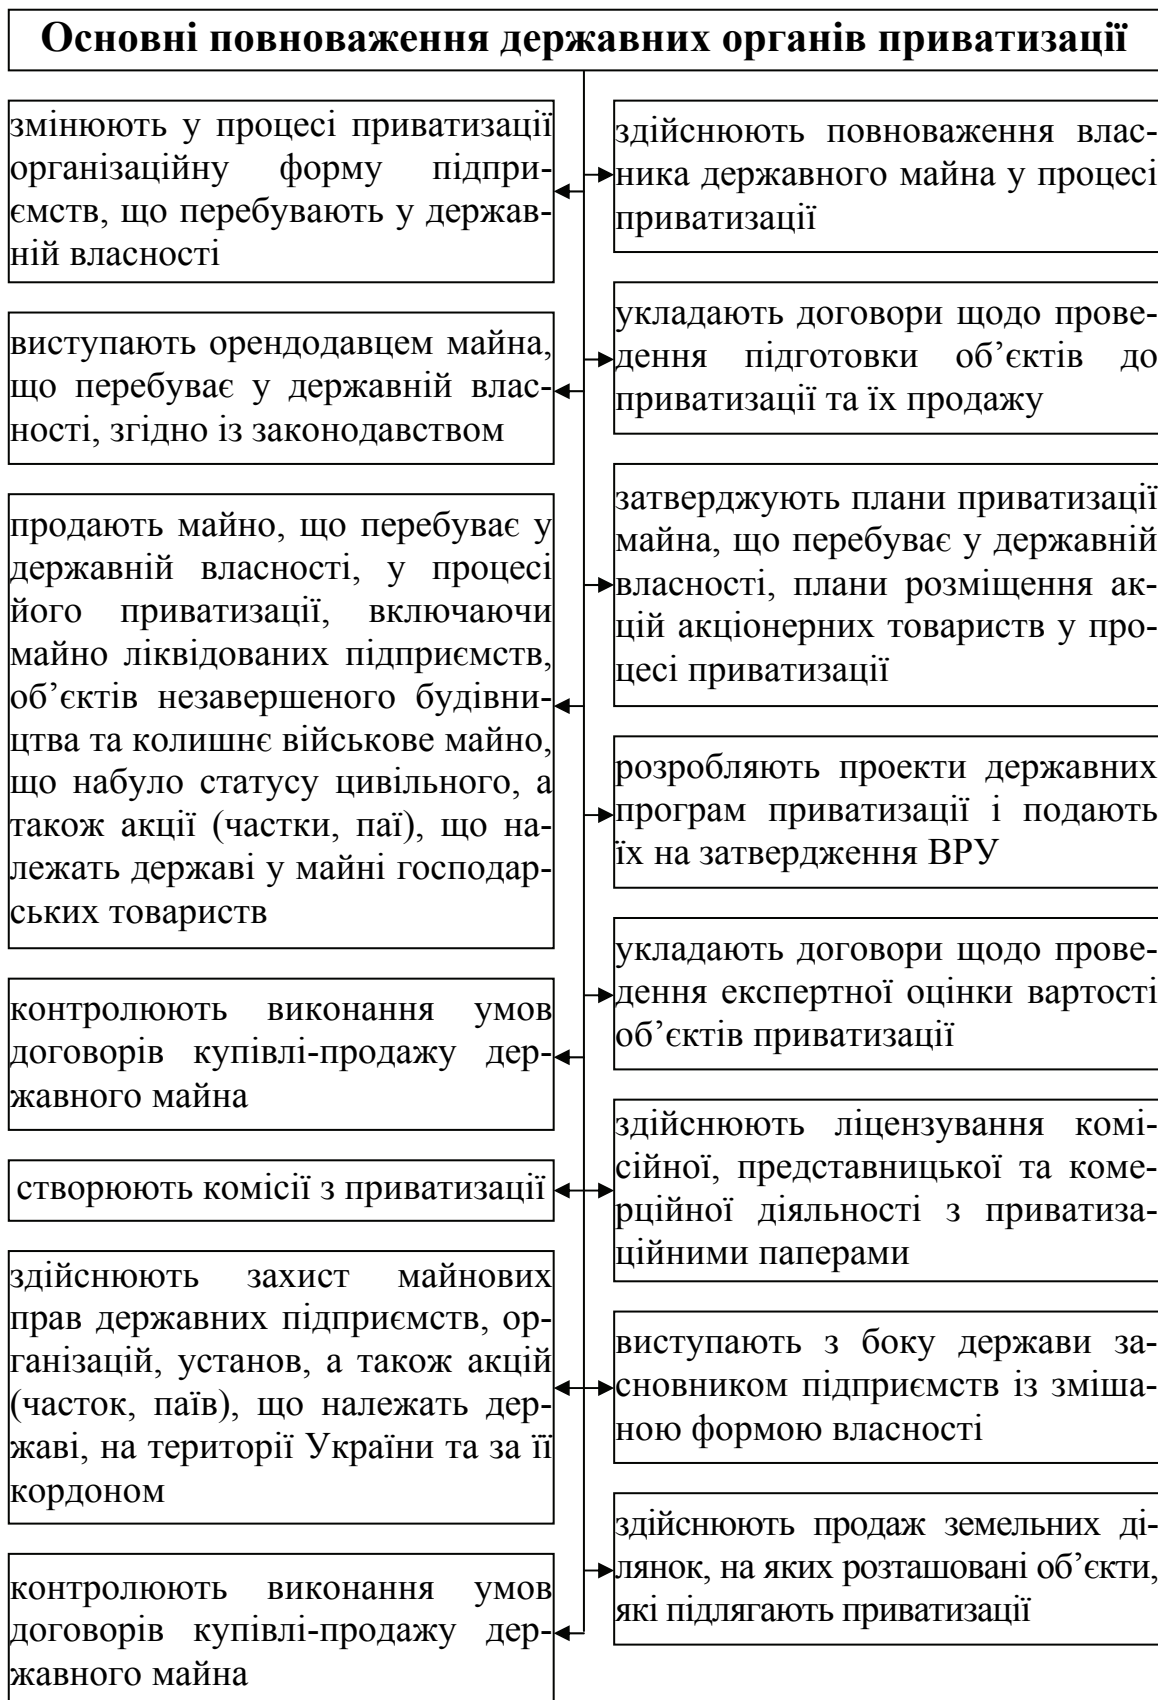 Основні повноваження державних органів приватизації
змінюють у процесі приватизації
організаційну форму підпри-
ємств, що перебувають у держав-
ній власності
виступають орендодавцем майна,
що перебуває у державній влас-
ності, згідно із законодавством
продають майно, що перебуває у
державній власності, у процесі
його приватизації, включаючи
майно ліквідованих підприємств,
об’єктів незавершеного будівни-
цтва та колишнє військове майно,
що набуло статусу цивільного, а
також акції (частки, паї), що на-
лежать державі у майні господар-
ських товариств
контролюють виконання умов
договорів купівлі-продажу дер-
жавного майна
створюють комісії з приватизації
здійснюють захист майнових
прав державних підприємств, ор-
ганізацій, установ, а також акцій
(часток, паїв), що належать дер-
жаві, на території України та за її
кордоном
контролюють виконання умов
договорів купівлі-продажу дер-
жавного майна
здійснюють повноваження влас-
ника державного майна у процесі
приватизації
укладають договори щодо прове-
дення підготовки об’єктів до
приватизації та їх продажу
затверджують плани приватизації
майна, що перебуває у державній
власності, плани розміщення ак-
цій акціонерних товариств у про-
цесі приватизації
розробляють проекти державних
програм приватизації і подають
їх на затвердження ВРУ
укладають договори щодо прове-
дення експертної оцінки вартості
об’єктів приватизації
здійснюють ліцензування комі-
сійної, представницької та коме-
рційної діяльності з приватиза-
ційними паперами
виступають з боку держави за-
сновником підприємств із зміша-
ною формою власності
здійснюють продаж земельних ді-
лянок, на яких розташовані об’єкти,
які підлягають приватизації